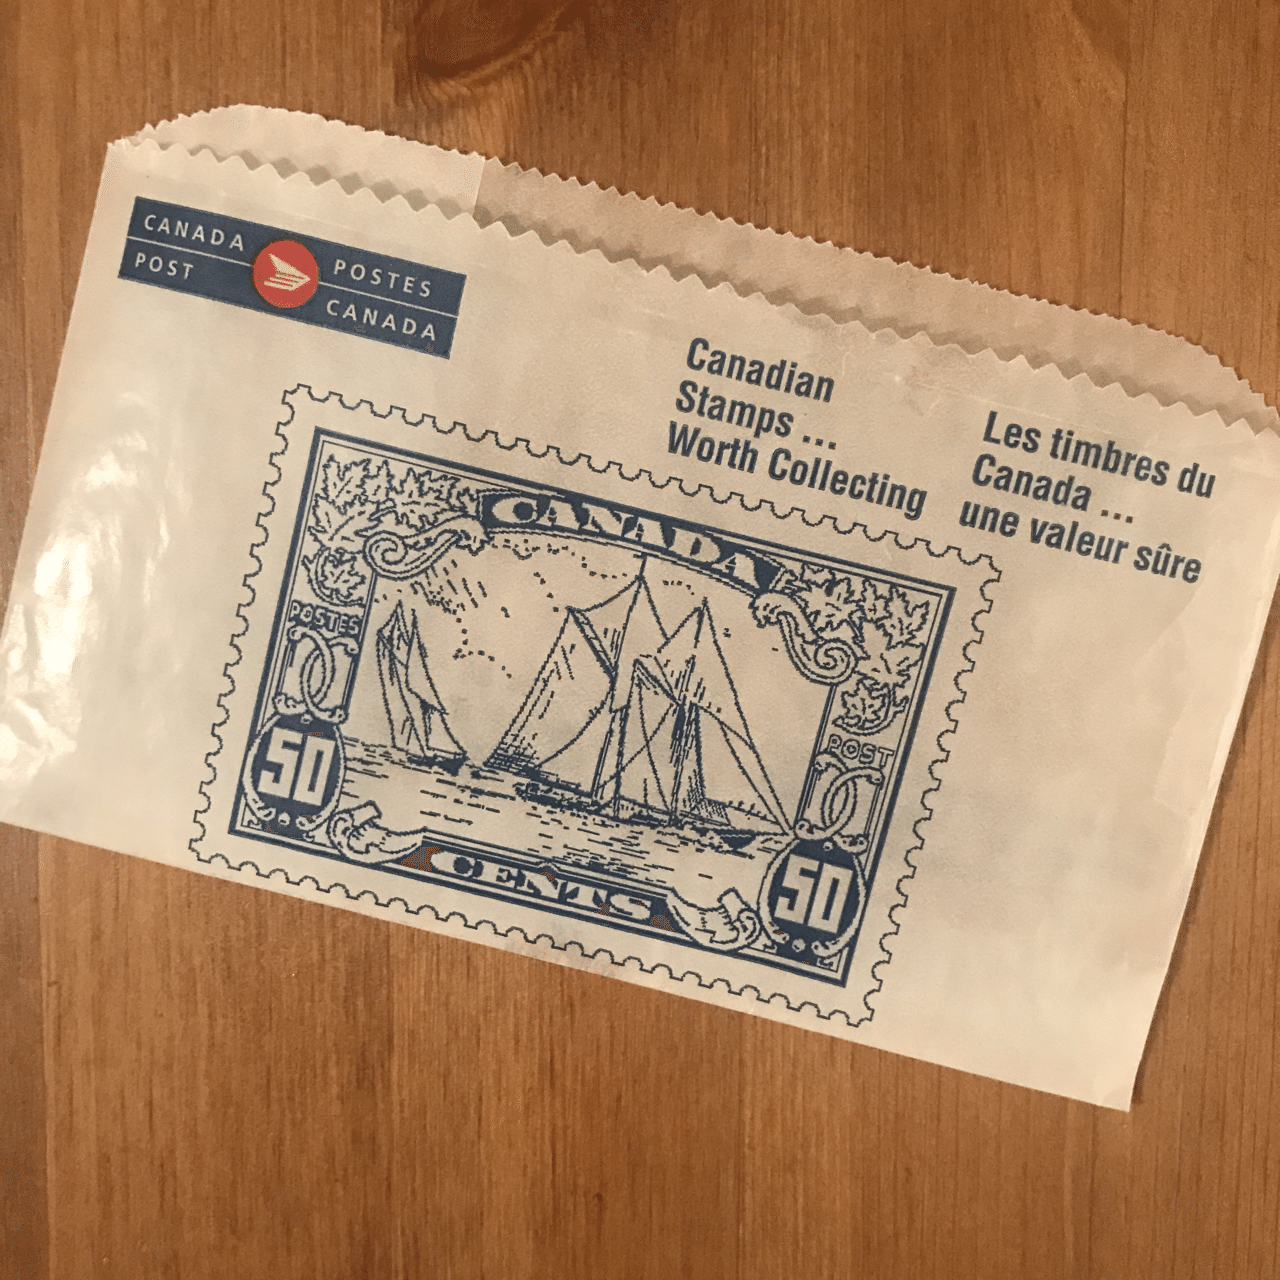 CANADA
POST
POSTES
CANADA
Canadian
Stamps ...
Worth Collecting
Les timbres du
Canada ...
une valeur sûre
CANADA
POSTES
POST
50
50
CENTS